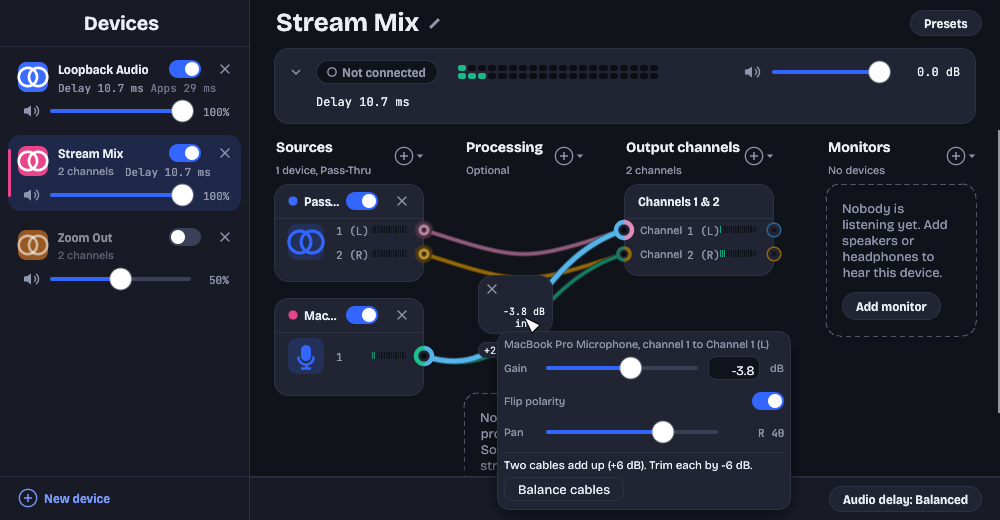 Devices
Loopback Audio
Delay 10.7 ms Apps 29 ms
100%
Stream Mix
2 channels Delay 10.7 ms
100%
Zoom Out
2 channels
50%
New device
Stream Mix
Presets
Not connected
0.0 dB
Delay 10.7 ms
Sources
1 device, Pass-Thru
Processing
Optional
Output channels
2 channels
Monitors
No devices
Pass...
1 (L)
2 (R)
Mac...
1
Channels 1 & 2
Channel 1 (L)
Channel 2 (R)
Nobody is
listening yet. Add
speakers or
headphones to
hear this device.
Add monitor
-3.8 dB
in
+2
MacBook Pro Microphone, channel 1 to Channel 1 (L)
Gain -3.8 dB
Flip polarity
Pan R 40
Two cables add up (+6 dB). Trim each by -6 dB.
Balance cables
Audio delay: Balanced